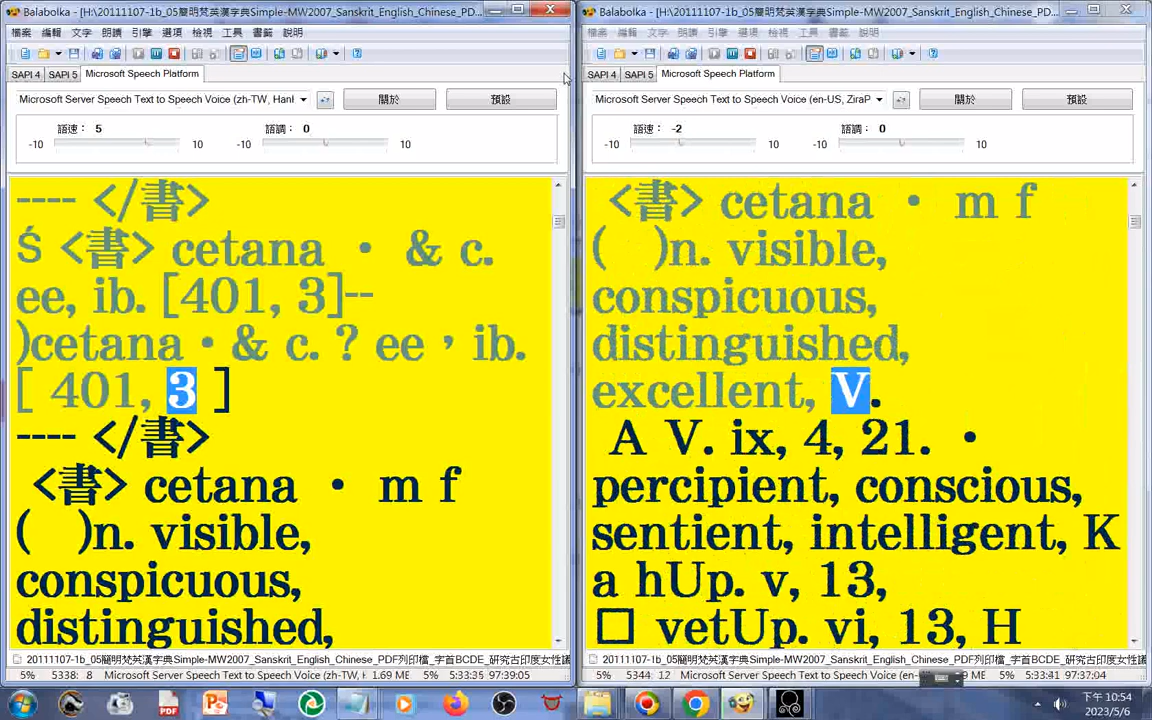 Balabolka - [H:\20111107-1b_05簡明梵英漢字典Simple-MW2007_Sanskrit_English_Chinese_PD...
檔案 編輯 文字 朗讀 引擎 選項 檢視 工具 書籤 說明
SAPI 4 SAPI 5 Microsoft Speech Platform
Microsoft Server Speech Text to Speech Voice (zh-TW, HanH
關於 預設
語速： 5 語調： 0
-10 10 -10 10
---- </書>
Ś <書> cetana • & c.
ee, ib. [401, 3]--
)cetana • & c. ? ee，ib.
[ 401, 3 ]
---- </書>
<書> cetana • m f
( )n. visible,
conspicuous,
distinguished,
20111107-1b_05簡明梵英漢字典Simple-MW2007_Sanskrit_English_Chinese_PDF列印檔_字首BCDE_研究古印度女性議
5% 5338: 8 Microsoft Speech Platform Microsoft Server Speech Text to Speech Voice (zh-TW, 1.69 ME 5% 5:33:35 97:39:05
Balabolka - [H:\20111107-1b_05簡明梵英漢字典Simple-MW2007_Sanskrit_English_Chinese_PD...
檔案 編輯 文字 朗讀 引擎 選項 檢視 工具 書籤 說明
SAPI 4 SAPI 5 Microsoft Speech Platform
Microsoft Server Speech Text to Speech Voice (en-US, ZiraP
關於 預設
語速： -2 語調： 0
-10 10 -10 10
<書> cetana • m f
( )n. visible,
conspicuous,
distinguished,
excellent, V.
A V. ix, 4, 21. •
percipient, conscious,
sentient, intelligent, K
a hUp. v, 13,
□ vetUp. vi, 13, H
20111107-1b_05簡明梵英漢字典Simple-MW2007_Sanskrit_English_Chinese_PDF列印檔_字首BCDE_研究古印度女性議
5% 5344: 12 Microsoft Server Speech Text to Speech Voice (en-U 9 ME 5% 5:33:41 97:37:04
PDF
下午 10:54
2023/5/6